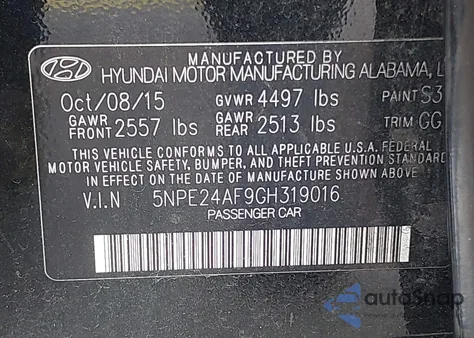 MANUFACTURED BY
HYUNDAI MOTOR MANUFACTURING ALABAMA, L
Oct/08/15 GVWR 4497 lbs PAINT S3
GAWR FRONT 2557 lbs GAWR REAR 2513 lbs TRIM GG
THIS VEHICLE CONFORMS TO ALL APPLICABLE U.S.A. FEDERAL
MOTOR VEHICLE SAFETY, BUMPER, AND THEFT PREVENTION STANDARD
IN EFFECT ON THE DATE OF MANUFACTURE SHOWN ABOVE.
V.I.N 5NPE24AF9GH319016
PASSENGER CAR
autoSnap